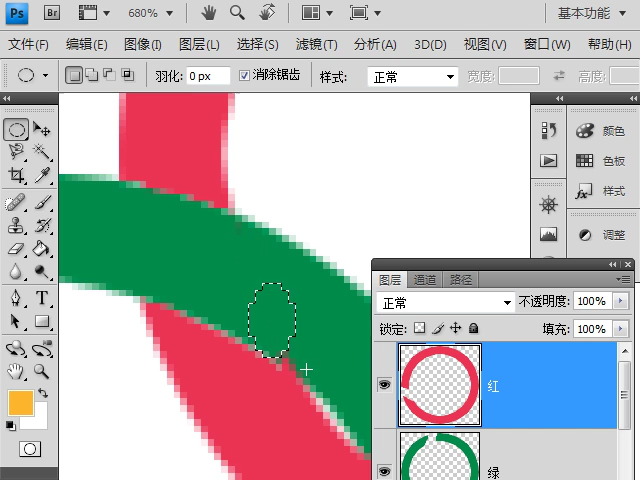 Ps Br 680% 基本功能
文件(F) 编辑(E) 图像(I) 图层(L) 选择(S) 滤镜(T) 分析(A) 3D(D) 视图(V) 窗口(W) 帮助(H)
羽化: 0 px 消除锯齿 样式: 正常 宽度: 高度:
颜色
色板
样式
调整
图层 通道 路径
正常 不透明度: 100%
锁定: 填充: 100%
红
绿